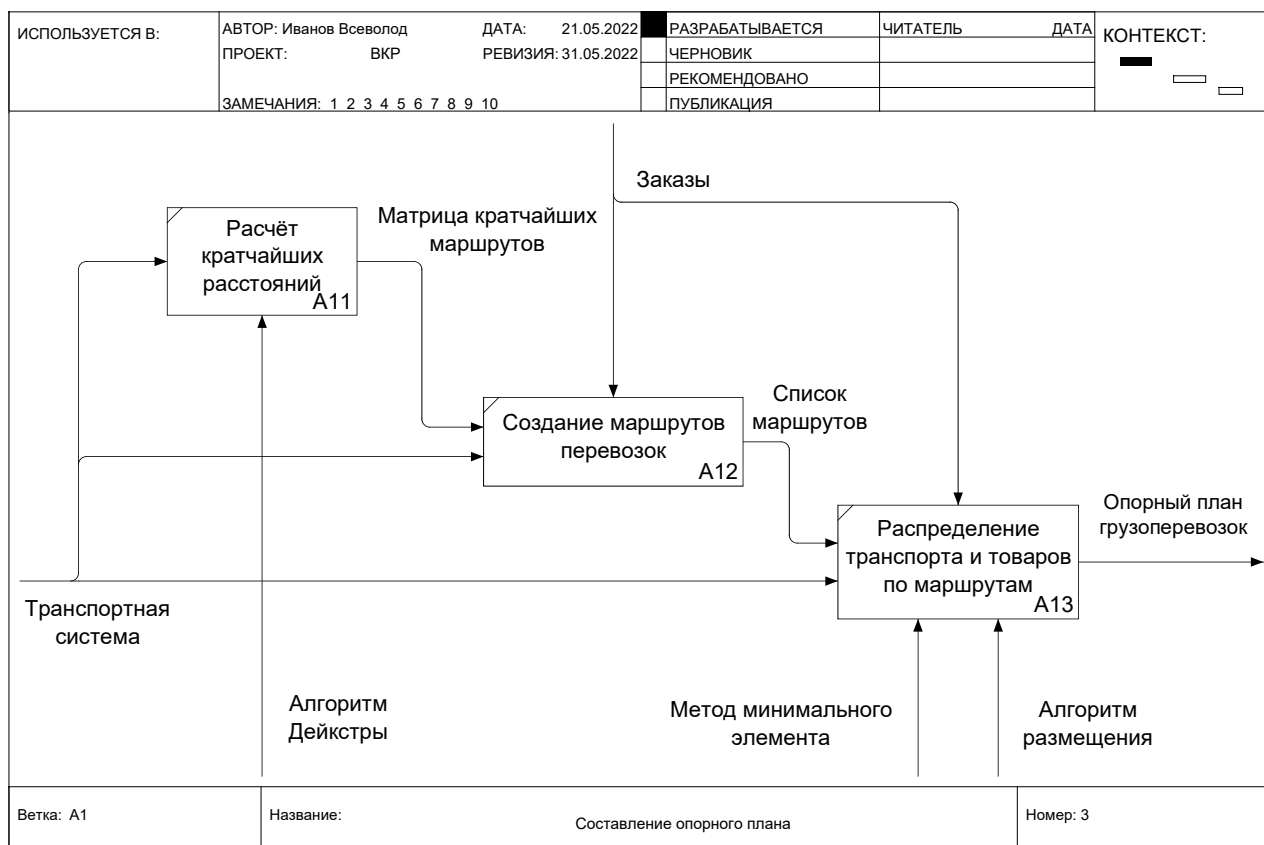 ИСПОЛЬЗУЕТСЯ В:
АВТОР: Иванов Всеволод
ДАТА: 21.05.2022
ПРОЕКТ: ВКР
РЕВИЗИЯ: 31.05.2022
ЗАМЕЧАНИЯ: 1 2 3 4 5 6 7 8 9 10
РАЗРАБАТЫВАЕТСЯ
ЧЕРНОВИК
РЕКОМЕНДОВАНО
ПУБЛИКАЦИЯ
ЧИТАТЕЛЬ
ДАТА
КОНТЕКСТ:
Заказы
Расчёт
кратчайших
расстояний
A11
Матрица кратчайших
маршрутов
Создание маршрутов
перевозок
A12
Список
маршрутов
Распределение
транспорта и товаров
по маршрутам
A13
Опорный план
грузоперевозок
Транспортная
система
Алгоритм
Дейкстры
Метод минимального
элемента
Алгоритм
размещения
Ветка: A1
Название:
Составление опорного плана
Номер: 3